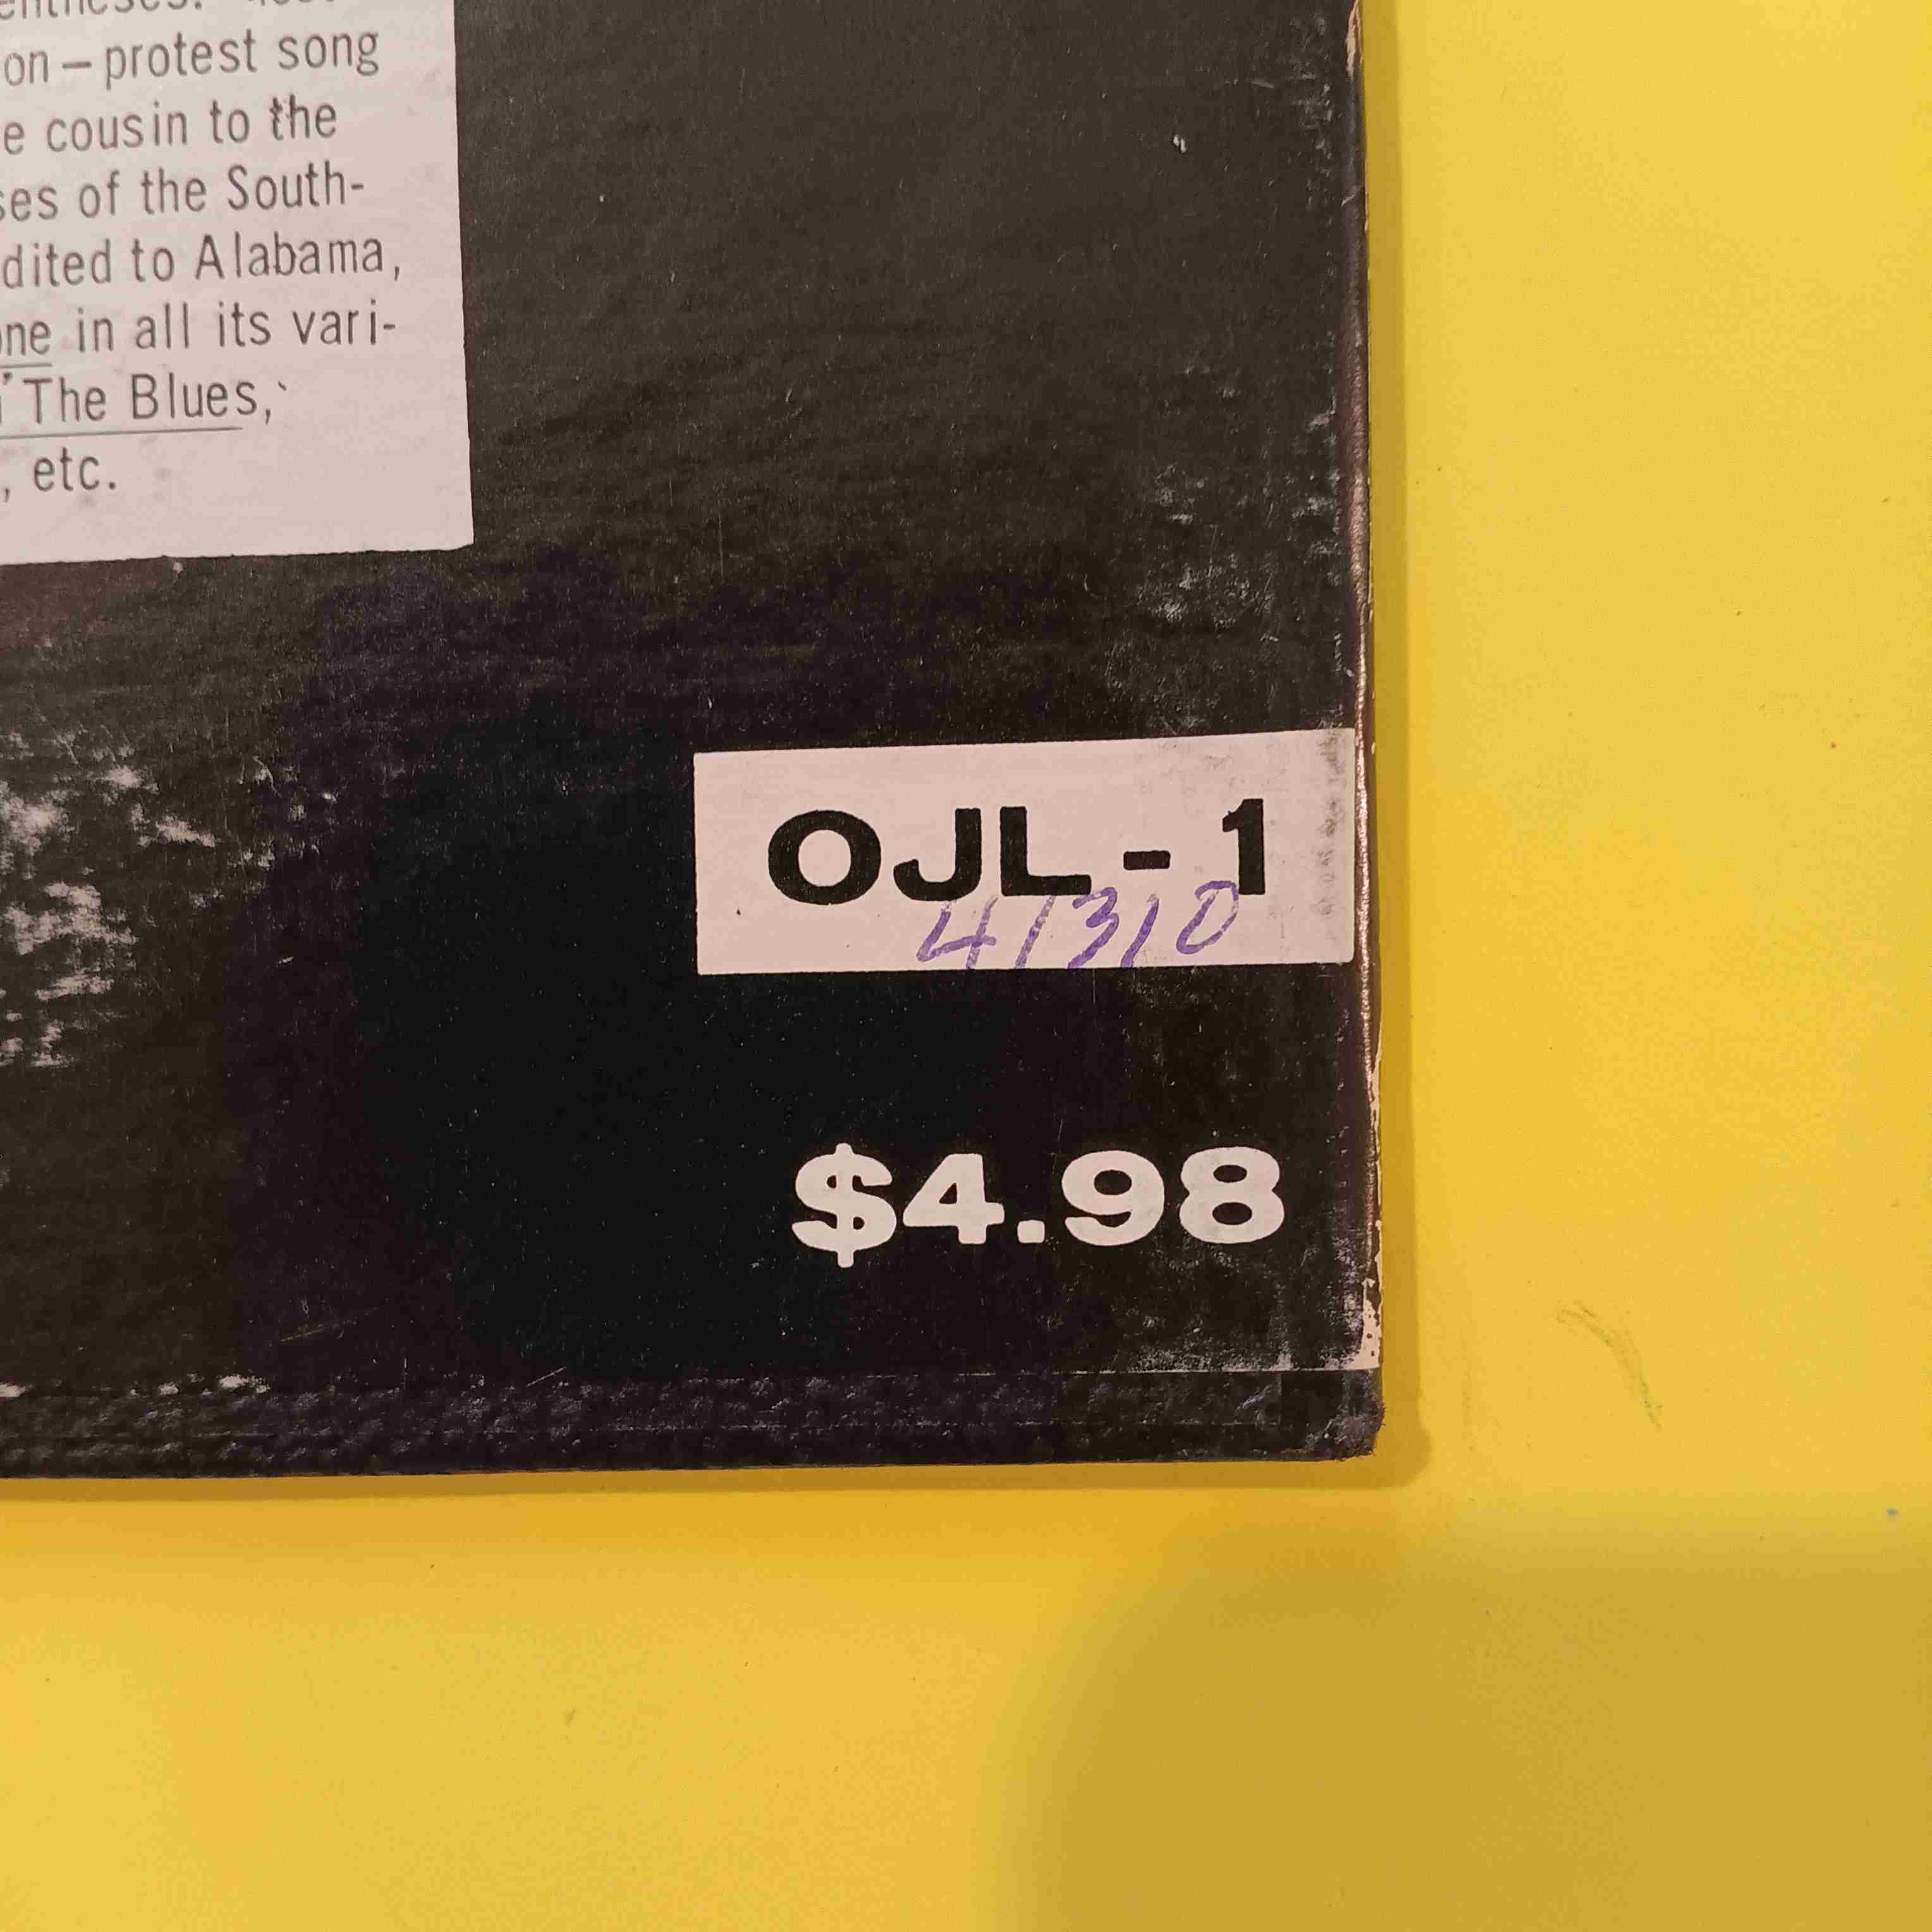 on – protest song
e cousin to the
ses of the South-
dited to Alabama,
one in all its vari-
' The Blues,`
, etc.
OJL-1
41310
$4.98